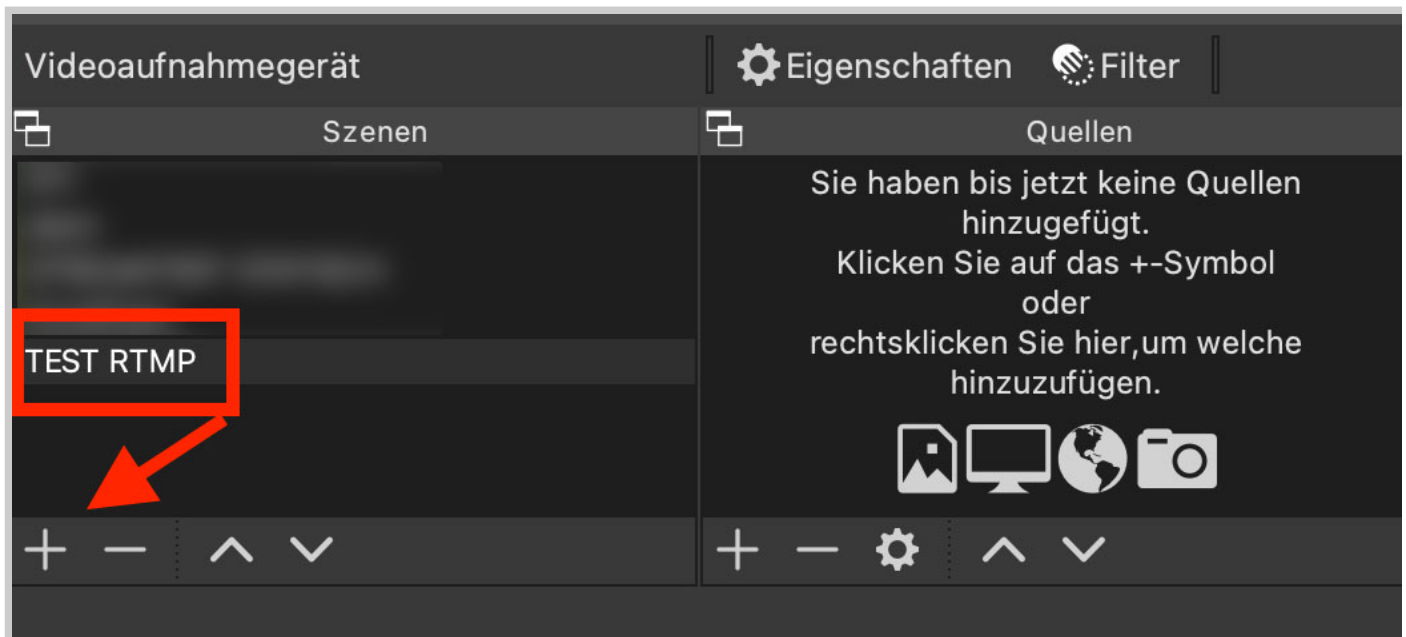 Videoaufnahmegerät
Eigenschaften
Filter
Szenen
Quellen
TEST RTMP
Sie haben bis jetzt keine Quellen
hinzugefügt.
Klicken Sie auf das +-Symbol
oder
rechtsklicken Sie hier,um welche
hinzuzufügen.